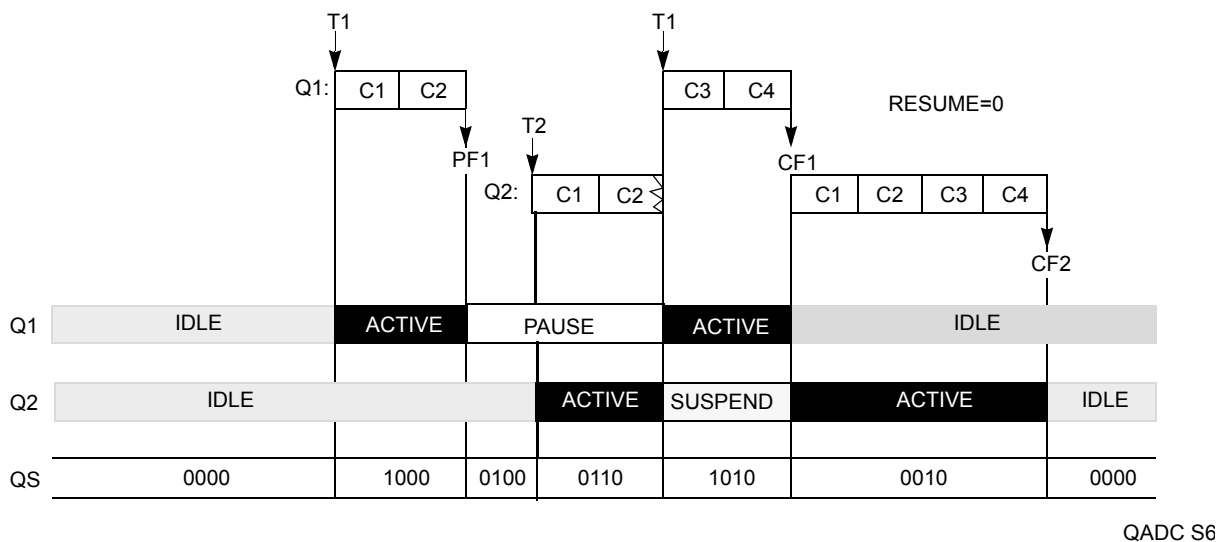 T1 T1
Q1: C1 C2 C3 C4 RESUME=0
T2
PF1 CF1
Q2: C1 C2 C1 C2 C3 C4
CF2
Q1 IDLE ACTIVE PAUSE ACTIVE IDLE
Q2 IDLE ACTIVE SUSPEND ACTIVE IDLE
QS 0000 1000 0100 0110 1010 0010 0000
QADC S6